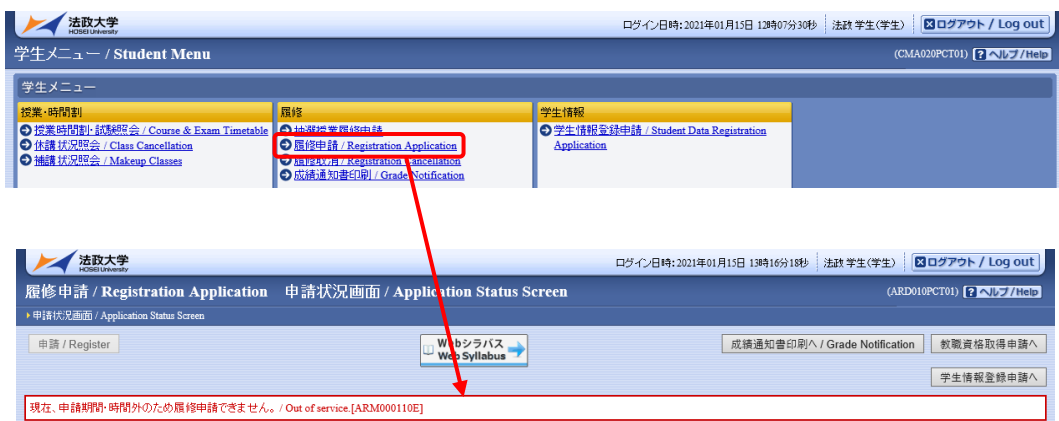 法政大学
HOSEI University
ログイン日時:2021年01月15日 12時07分30秒
法政 学生(学生)
ログアウト / Log out
学生メニュー / Student Menu
(CMA020PCT01)
ヘルプ/Help
学生メニュー
授業・時間割
授業時間割・試験照会 / Course & Exam Timetable
休講状況照会 / Class Cancellation
補講状況照会 / Makeup Classes
履修
抽選授業履修申請
履修申請 / Registration Application
履修取消 / Registration Cancellation
成績通知書印刷 / Grade Notification
学生情報
学生情報登録申請 / Student Data Registration
Application
法政大学
HOSEI University
ログイン日時:2021年01月15日 13時16分18秒
法政 学生(学生)
ログアウト / Log out
履修申請 / Registration Application 申請状況画面 / Application Status Screen
(ARD010PCT01)
ヘルプ/Help
申請状況画面 / Application Status Screen
申請 / Register
Webシラバス
Web Syllabus
成績通知書印刷へ / Grade Notification
教職資格取得申請へ
学生情報登録申請へ
現在、申請期間・時間外のため履修申請できません。 / Out of service.[ARM000110E]